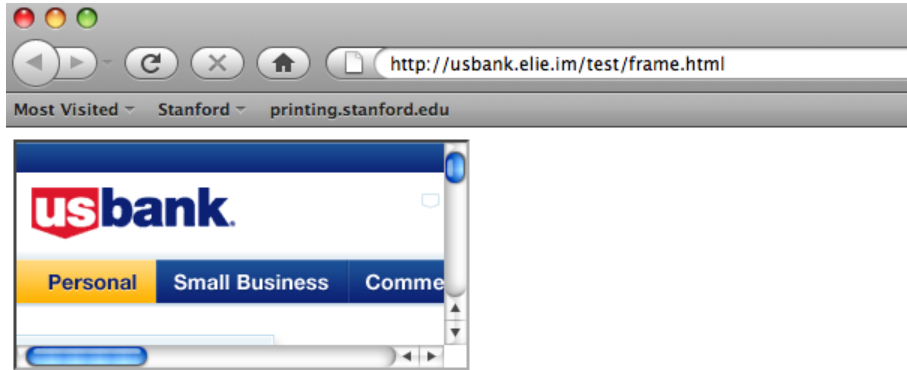 http://usbank.elie.im/test/frame.html
Most Visited Stanford printing.stanford.edu
usbank.
Personal Small Business Comme